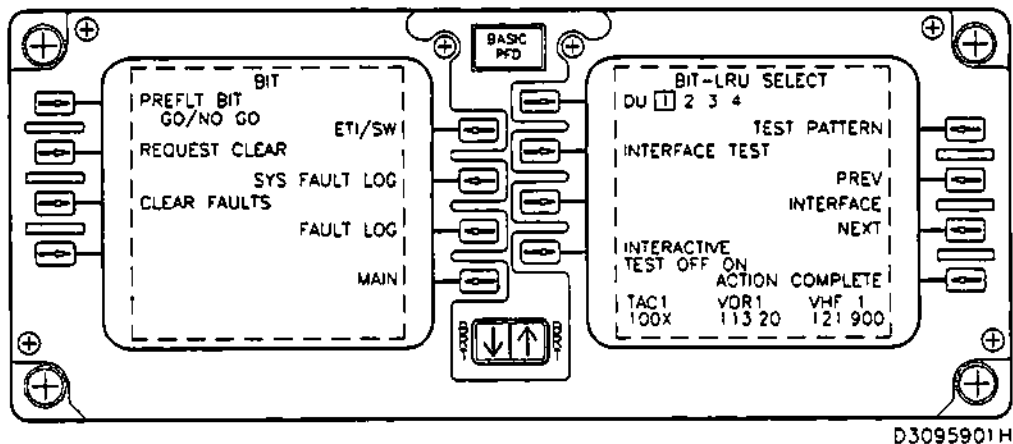 BASIC
PFD
BIT
PREFLT BIT
GO/NO GO
ETI/SW
REQUEST CLEAR
SYS FAULT LOG
CLEAR FAULTS
FAULT LOG
MAIN
BIT-LRU SELECT
DU 1 2 3 4
TEST PATTERN
INTERFACE TEST
PREV
INTERFACE
NEXT
INTERACTIVE
TEST OFF ON
ACTION COMPLETE
TAC1 VOR1 VHF 1
100X 113 20 121 900
D3095901H